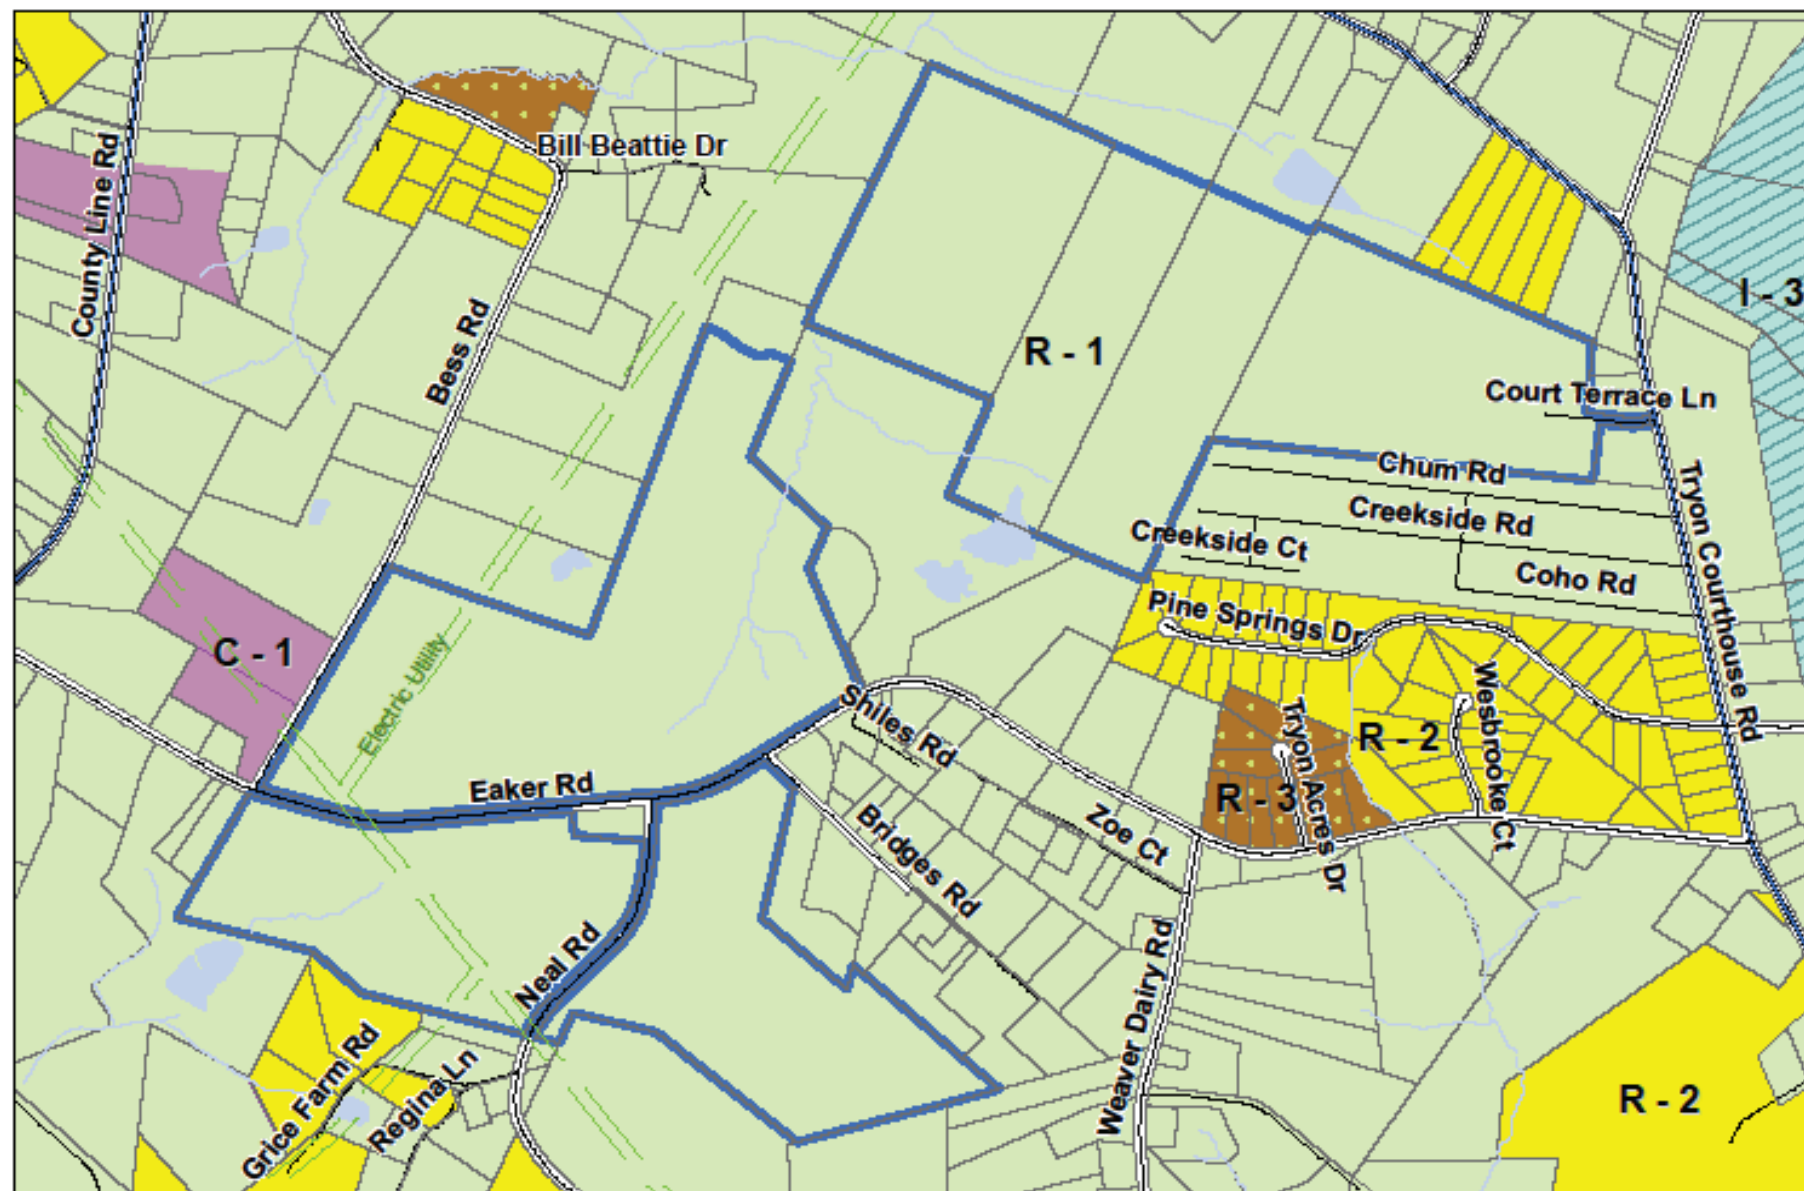 Bill Beattie Dr
County Line Rd
I - 3
Bess Rd
R - 1
Court Terrace Ln
Chum Rd
Creekside Rd
Creekside Ct
Coho Rd
Tryon Courthouse Rd
Pine Springs Dr
C - 1
Electric Utility
Shiles Rd
Wesbrooke Ct
Tryon Acres Dr
R - 2
R - 3
Eaker Rd
Zoe Ct
Bridges Rd
Neal Rd
Weaver Dairy Rd
Grice Farm Rd
Regina Ln
R - 2